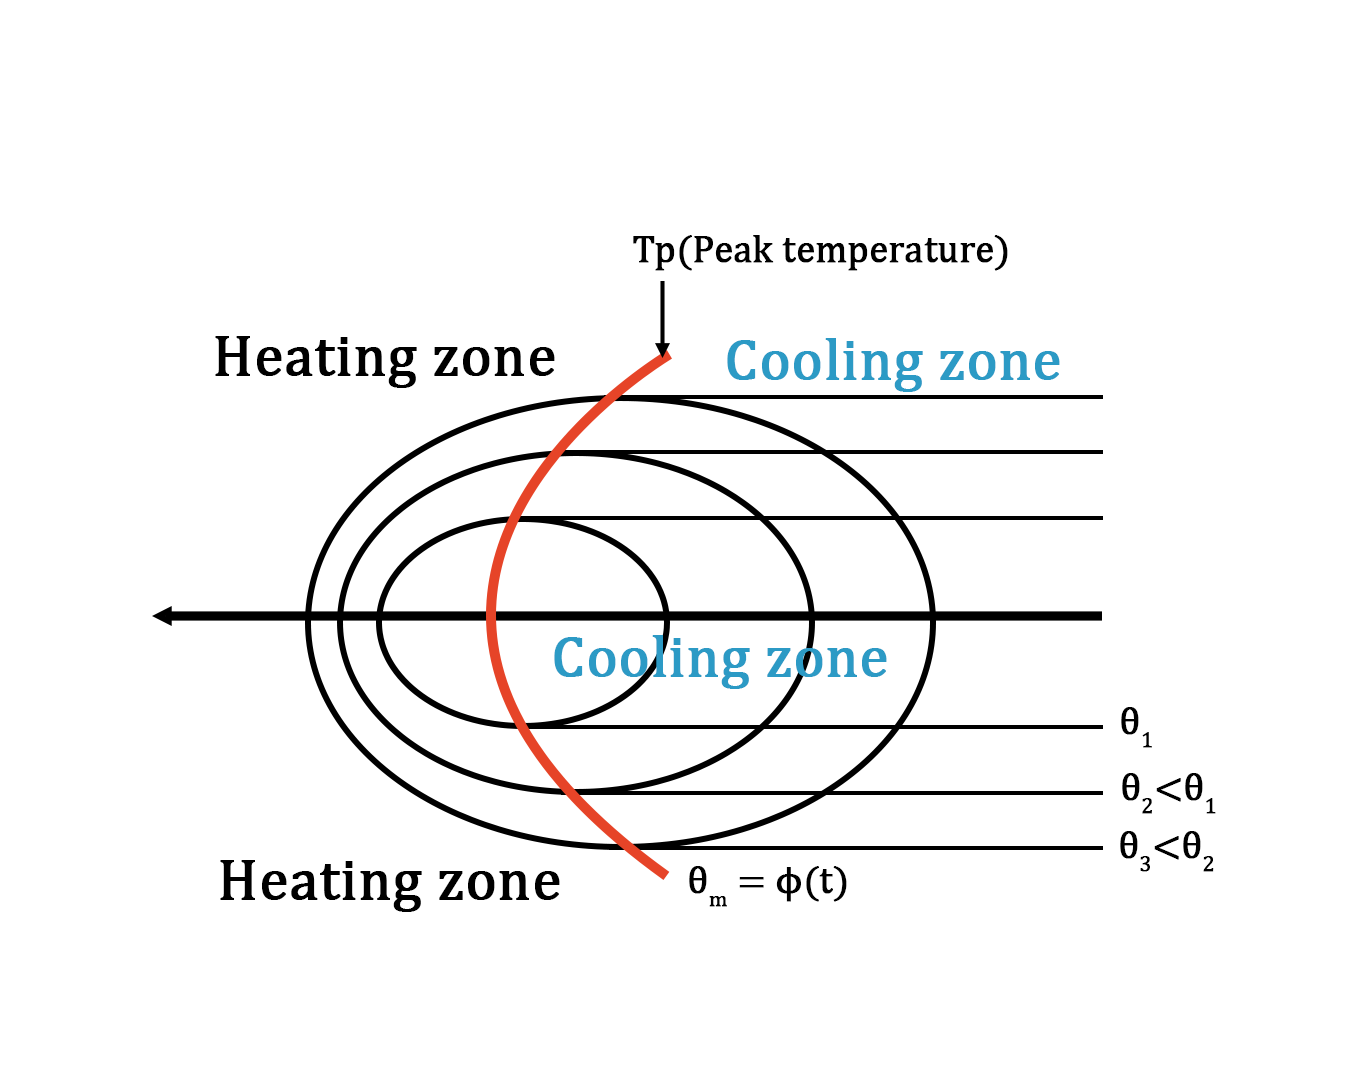 Tp(Peak temperature)
Heating zone
Cooling zone
Cooling zone
θ₁
θ₂<θ₁
θ₃<θ₂
Heating zone
θₘ = ϕ(t)